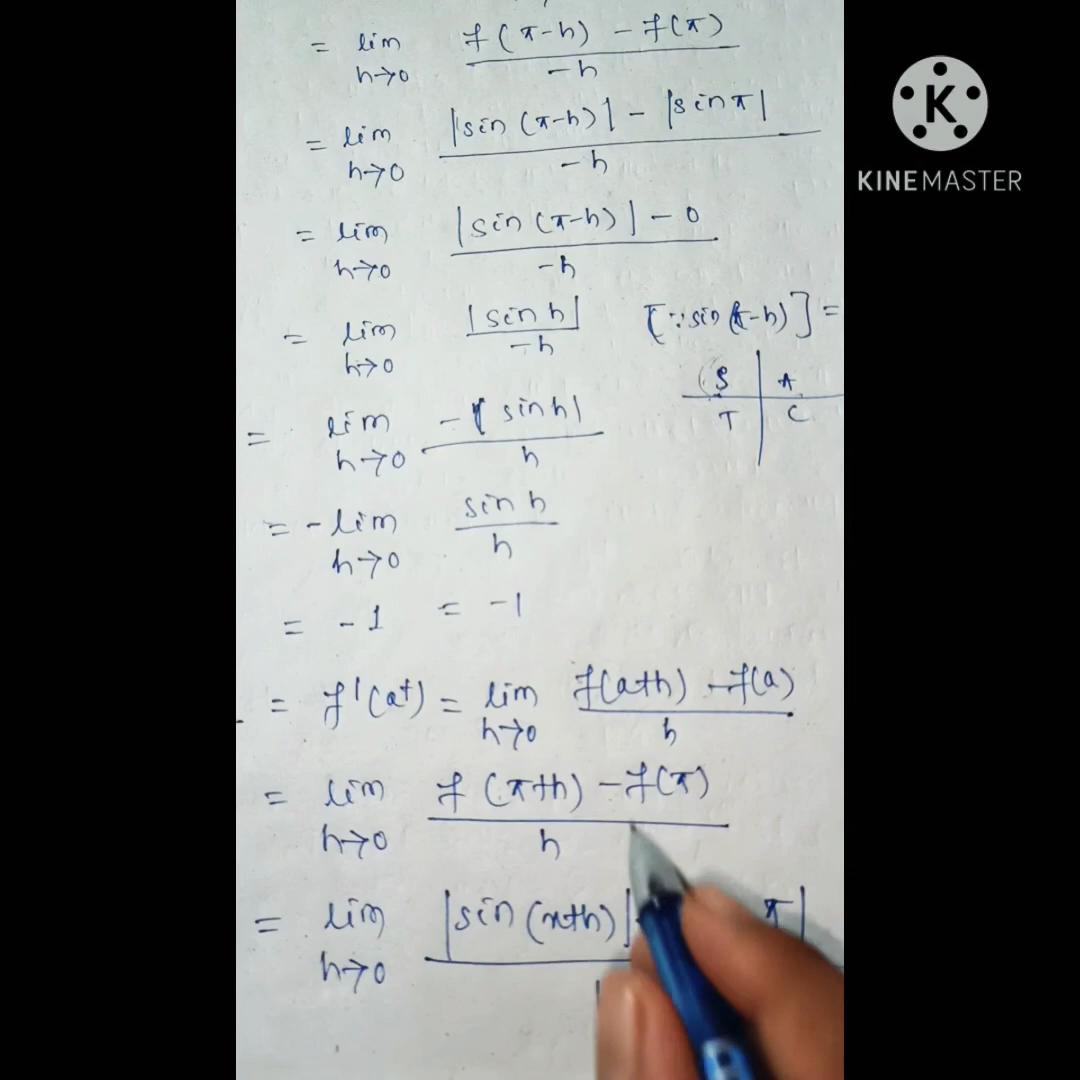 = lim f(π-h) - f(π)
h→0 -h
= lim |sin(π-h)| - |sinπ|
h→0 -h
= lim |sin(π-h)| - 0
h→0 -h
= lim |sin h| [∵ sin(π-h)] =
h→0 -h
S A
T C
= lim -|sin h|
h→0 h
= - lim sin h
h→0 h
= -1 = -1
= f'(a+) = lim f(a+h) - f(a)
h→0 h
= lim f(π+h) - f(π)
h→0 h
= lim |sin(π+h)| π|
h→0
K
KINEMASTER